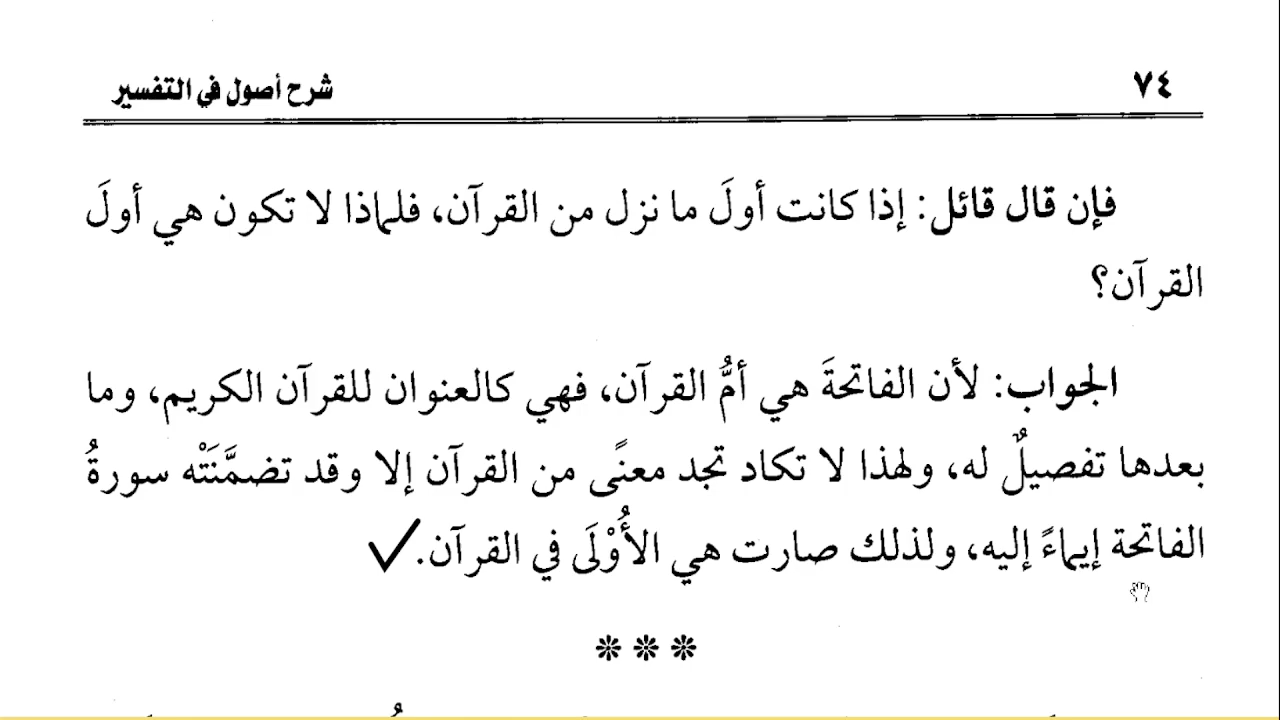 ٧٤
شرح أصول في التفسير
فإن قال قائل: إذا كانت أولَ ما نزل من القرآن، فلماذا لا تكون هي أولَ
القرآن؟
الجواب: لأن الفاتحةَ هي أمُّ القرآن، فهي كالعنوان للقرآن الكريم، وما
بعدها تفصيلٌ له، ولهذا لا تكاد تجد معنًى من القرآن إلا وقد تضمَّنَتْه سورةُ
الفاتحة إيماءً إليه، ولذلك صارت هي الأُوْلَى في القرآن.
***